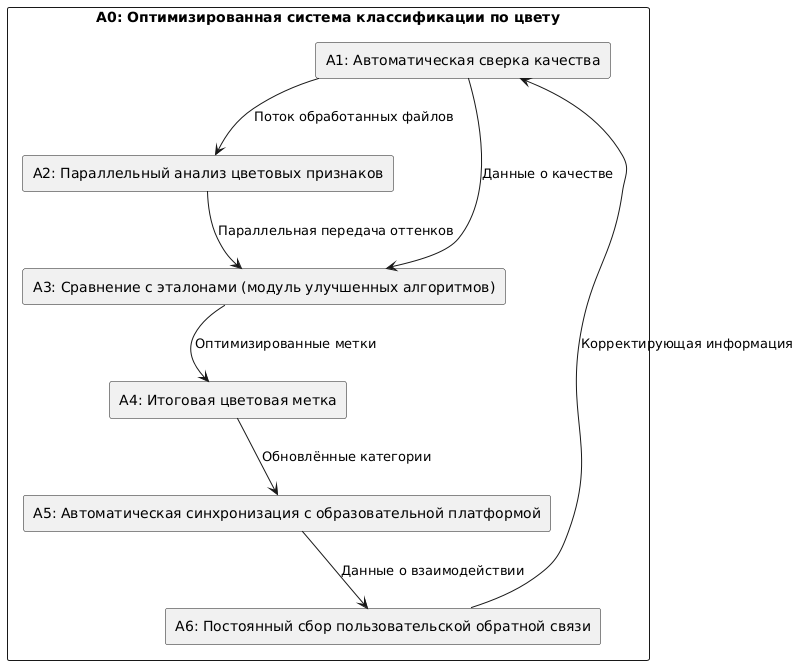 A0: Оптимизированная система классификации по цвету
A1: Автоматическая сверка качества
Поток обработанных файлов
A2: Параллельный анализ цветовых признаков
Данные о качестве
Параллельная передача оттенков
A3: Сравнение с эталонами (модуль улучшенных алгоритмов)
Оптимизированные метки
Корректирующая информация
A4: Итоговая цветовая метка
Обновлённые категории
A5: Автоматическая синхронизация с образовательной платформой
Данные о взаимодействии
A6: Постоянный сбор пользовательской обратной связи